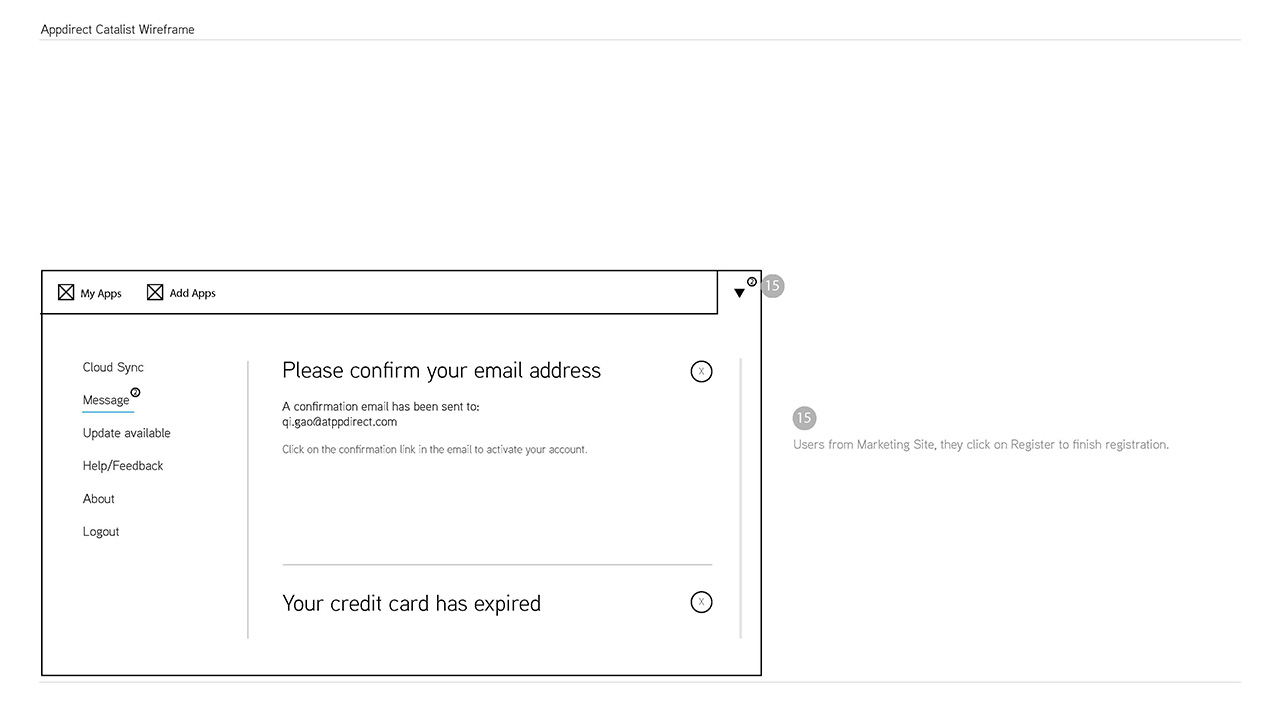 Appdirect Catalist Wireframe
My Apps Add Apps 2 15
Cloud Sync
Message 2
Update available
Help/Feedback
About
Logout
Please confirm your email address X
A confirmation email has been sent to:
qi.gao@atppdirect.com
Click on the confirmation link in the email to activate your account.
Your credit card has expired X
15
Users from Marketing Site, they click on Register to finish registration.